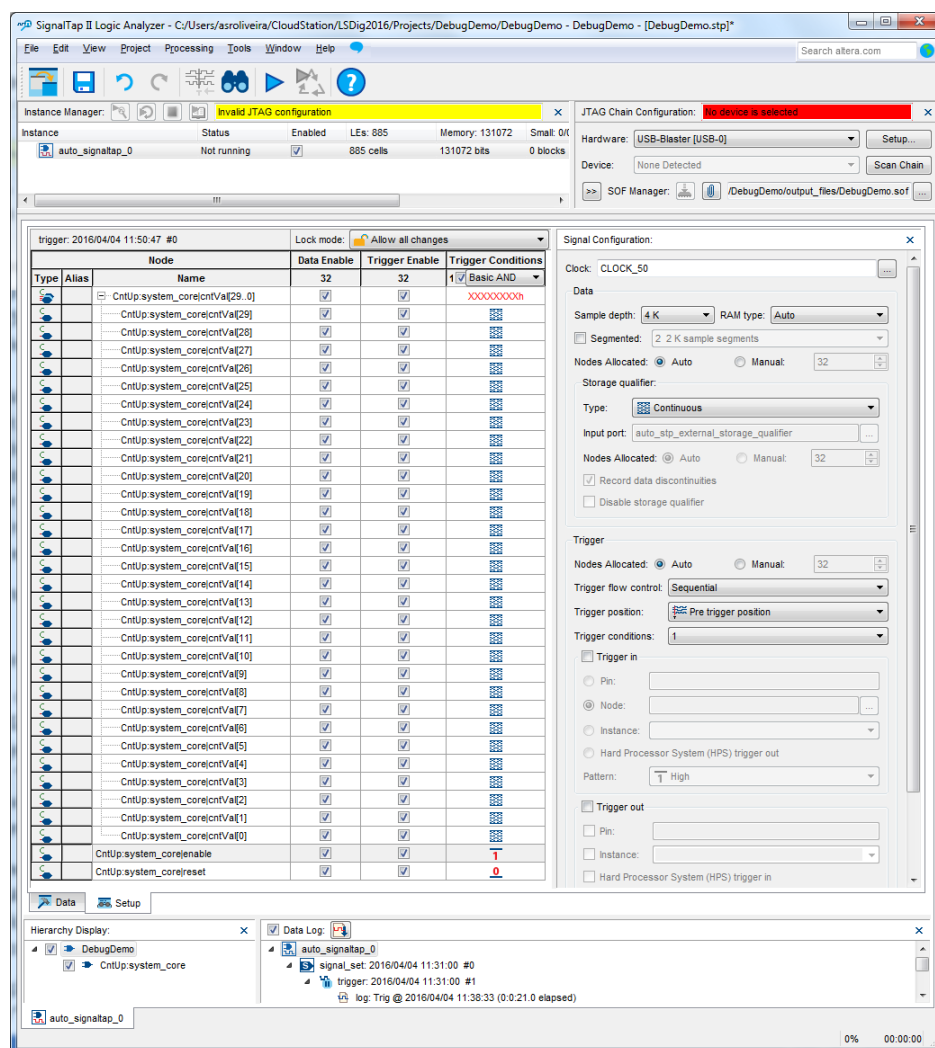 SignalTap II Logic Analyzer - C:/Users/asroliveira/CloudStation/LSDig2016/Projects/DebugDemo/DebugDemo - DebugDemo - [DebugDemo.stp]*
File Edit View Project Processing Tools Window Help
Search altera.com
Instance Manager: Invalid JTAG configuration
Instance Status Enabled LEs: 885 Memory: 131072 Small: 0/0
auto_signaltap_0 Not running 885 cells 131072 bits 0 blocks
JTAG Chain Configuration: No device is selected
Hardware: USB-Blaster [USB-0] Setup...
Device: None Detected Scan Chain
>> SOF Manager: /DebugDemo/output_files/DebugDemo.sof ...
trigger: 2016/04/04 11:50:47 #0 Lock mode: Allow all changes
Node Data Enable Trigger Enable Trigger Conditions
Type Alias Name 32 32 1 Basic AND
CntUp:system_core|cntVal[29..0] XXXXXXXXh
CntUp:system_core|cntVal[29]
CntUp:system_core|cntVal[28]
CntUp:system_core|cntVal[27]
CntUp:system_core|cntVal[26]
CntUp:system_core|cntVal[25]
CntUp:system_core|cntVal[24]
CntUp:system_core|cntVal[23]
CntUp:system_core|cntVal[22]
CntUp:system_core|cntVal[21]
CntUp:system_core|cntVal[20]
CntUp:system_core|cntVal[19]
CntUp:system_core|cntVal[18]
CntUp:system_core|cntVal[17]
CntUp:system_core|cntVal[16]
CntUp:system_core|cntVal[15]
CntUp:system_core|cntVal[14]
CntUp:system_core|cntVal[13]
CntUp:system_core|cntVal[12]
CntUp:system_core|cntVal[11]
CntUp:system_core|cntVal[10]
CntUp:system_core|cntVal[9]
CntUp:system_core|cntVal[8]
CntUp:system_core|cntVal[7]
CntUp:system_core|cntVal[6]
CntUp:system_core|cntVal[5]
CntUp:system_core|cntVal[4]
CntUp:system_core|cntVal[3]
CntUp:system_core|cntVal[2]
CntUp:system_core|cntVal[1]
CntUp:system_core|cntVal[0]
CntUp:system_core|enable 1
CntUp:system_core|reset 0
Data Setup
Signal Configuration:
Clock: CLOCK_50 ...
Data
Sample depth: 4 K RAM type: Auto
Segmented: 2 2 K sample segments
Nodes Allocated: Auto Manual: 32
Storage qualifier:
Type: Continuous
Input port: auto_stp_external_storage_qualifier ...
Nodes Allocated: Auto Manual: 32
Record data discontinuities
Disable storage qualifier
Trigger
Nodes Allocated: Auto Manual: 32
Trigger flow control: Sequential
Trigger position: Pre trigger position
Trigger conditions: 1
Trigger in
Pin:
Node: ...
Instance:
Hard Processor System (HPS) trigger out
Pattern: 1 High
Trigger out
Pin:
Instance:
Hard Processor System (HPS) trigger in
Hierarchy Display:
DebugDemo
CntUp:system_core
Data Log:
auto_signaltap_0
signal_set: 2016/04/04 11:31:00 #0
trigger: 2016/04/04 11:31:00 #1
log: Trig @ 2016/04/04 11:38:33 (0:0:21.0 elapsed)
auto_signaltap_0
0% 00:00:00